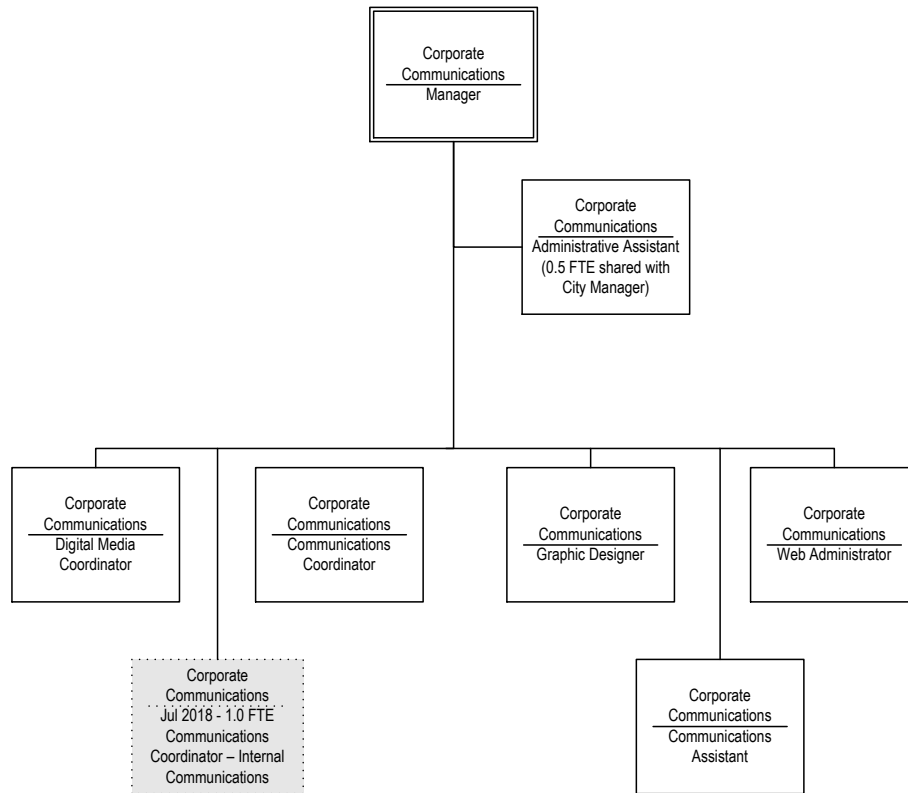 Corporate
Communications
Manager
Corporate
Communications
Administrative Assistant
(0.5 FTE shared with
City Manager)
Corporate
Communications
Digital Media
Coordinator
Corporate
Communications
Communications
Coordinator
Corporate
Communications
Graphic Designer
Corporate
Communications
Web Administrator
Corporate
Communications
Jul 2018 - 1.0 FTE
Communications
Coordinator – Internal
Communications
Corporate
Communications
Communications
Assistant